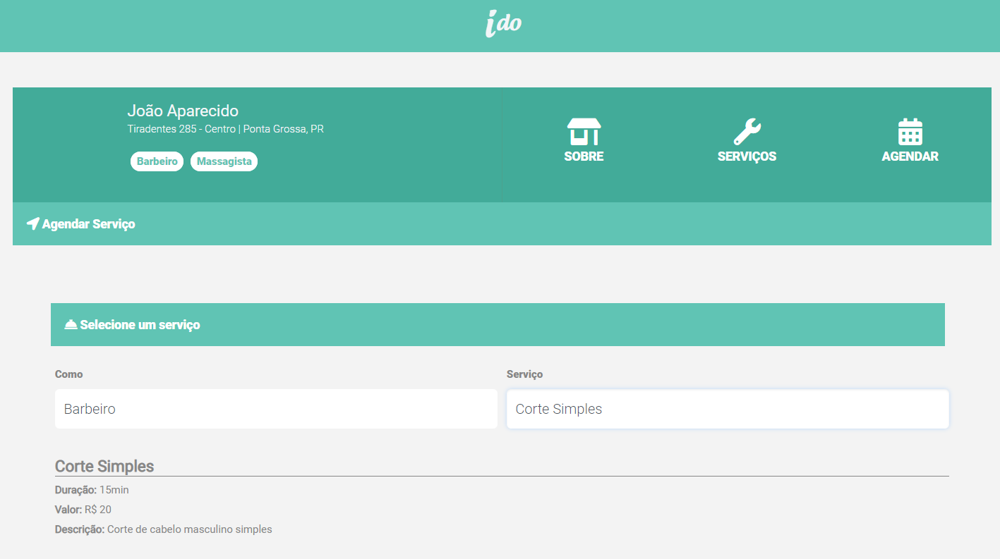 ido
João Aparecido
Tiradentes 285 - Centro | Ponta Grossa, PR
Barbeiro Massagista
SOBRE SERVIÇOS AGENDAR
Agendar Serviço
Selecione um serviço
Como Serviço
Barbeiro Corte Simples
Corte Simples
Duração: 15min
Valor: R$ 20
Descrição: Corte de cabelo masculino simples